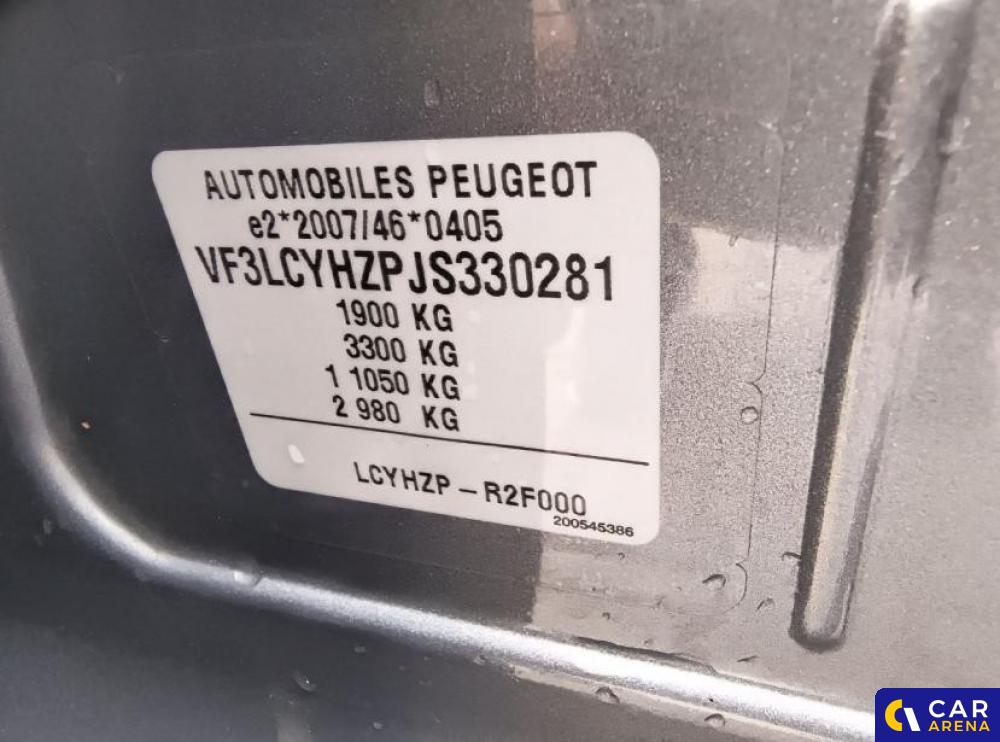 AUTOMOBILES PEUGEOT
e2*2007/46*0405
VF3LCYHZPJS330281
1900 KG
3300 KG
1 1050 KG
2 980 KG
LCYHZP - R2F000
200545386
CAR
ARENA